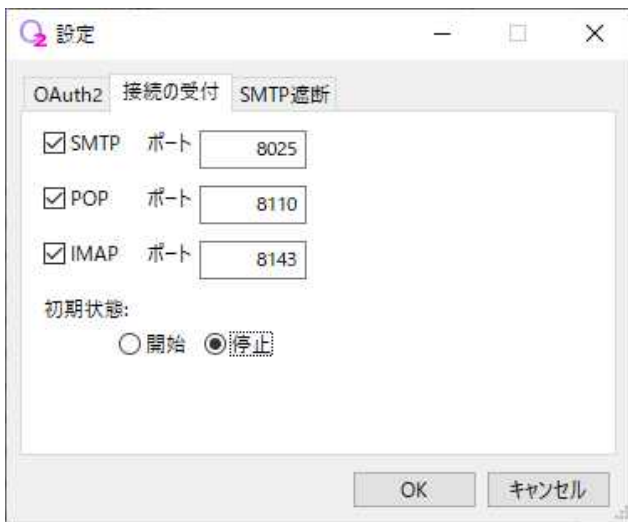 設定
OAuth2 接続の受付 SMTP遮断
SMTP ポート 8025
POP ポート 8110
IMAP ポート 8143
初期状態:
開始 停止
OK キャンセル